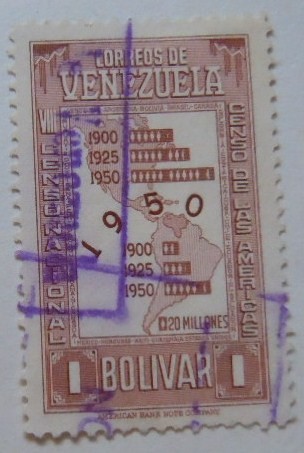 CORREOS DE
VENEZUELA
VIII CENSO NACIONAL
CENSO DE LAS AMERICAS
1900
1925
1950
1950
1900
1925
1950
20 MILLONES
1 BOLIVAR 1
AMERICAN BANK NOTE COMPANY